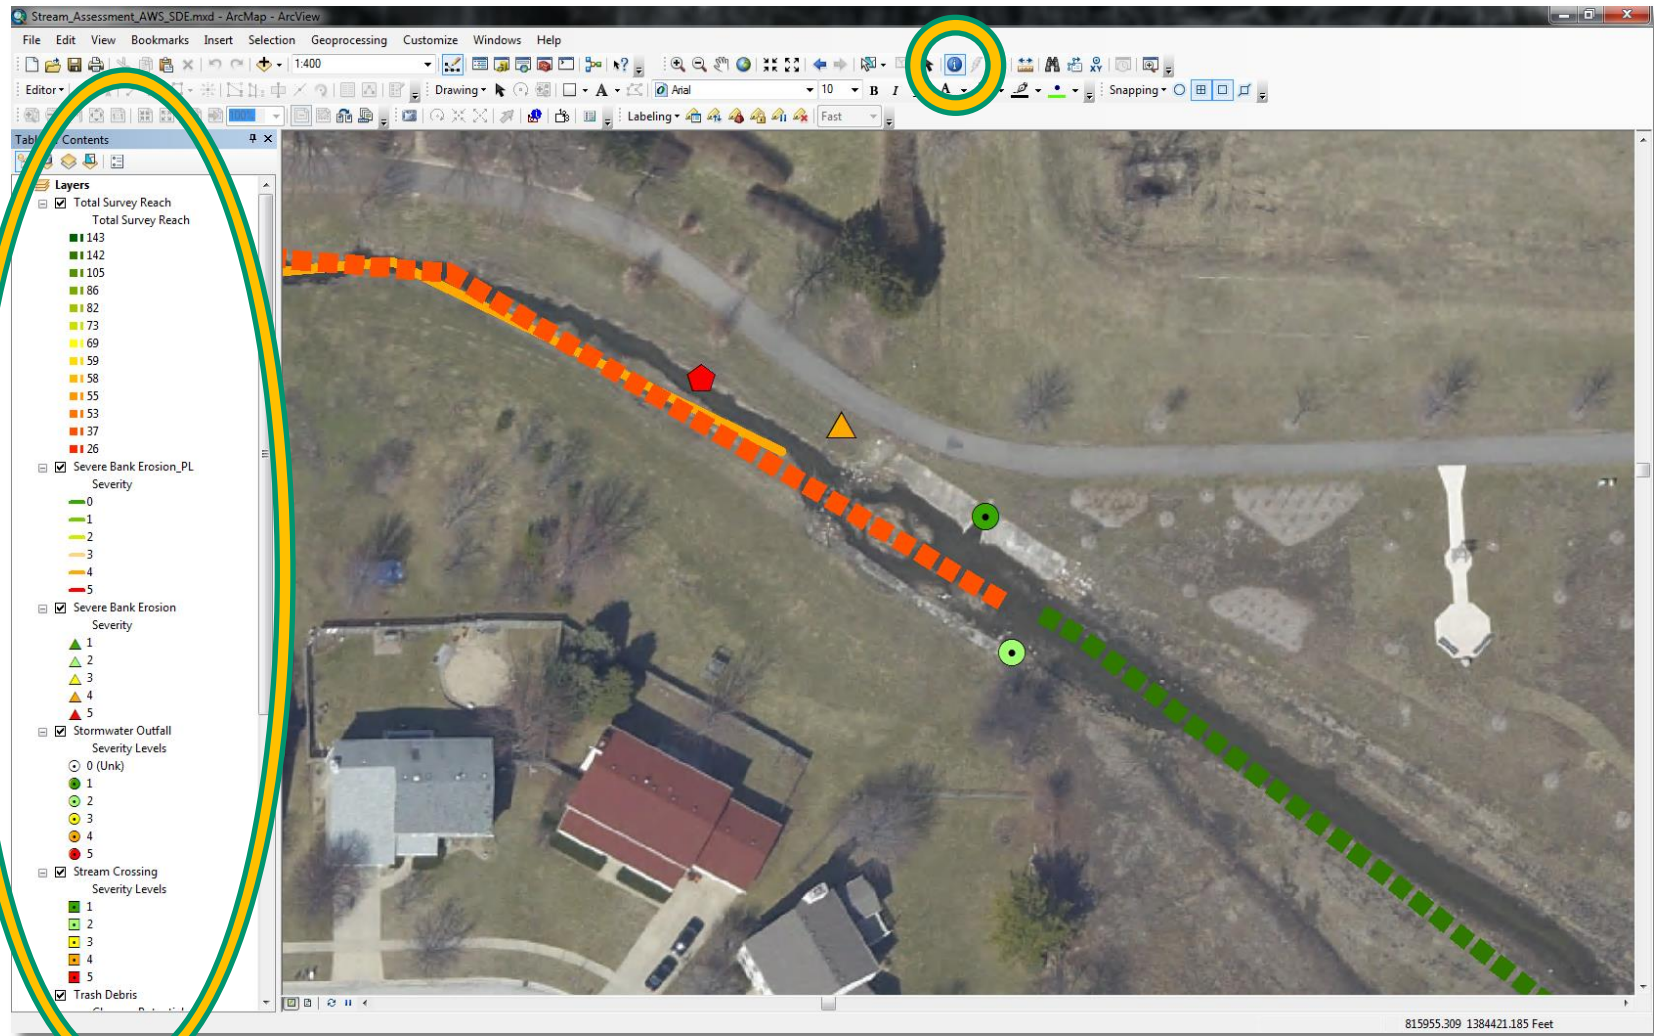 Stream_Assessment_AWS_SDE.mxd - ArcMap - ArcView
File Edit View Bookmarks Insert Selection Geoprocessing Customize Windows Help
1:400
Editor Drawing A Arial 10 B I A Snapping
100% Labeling Fast
Contents
Layers
Total Survey Reach
Total Survey Reach
143
142
105
86
82
73
69
59
58
55
53
37
26
Severe Bank Erosion_PL
Severity
0
1
2
3
4
5
Severe Bank Erosion
Severity
1
2
3
4
5
Stormwater Outfall
Severity Levels
0 (Unk)
1
2
3
4
5
Stream Crossing
Severity Levels
1
2
3
4
5
Trash Debris
815955.309 1384421.185 Feet